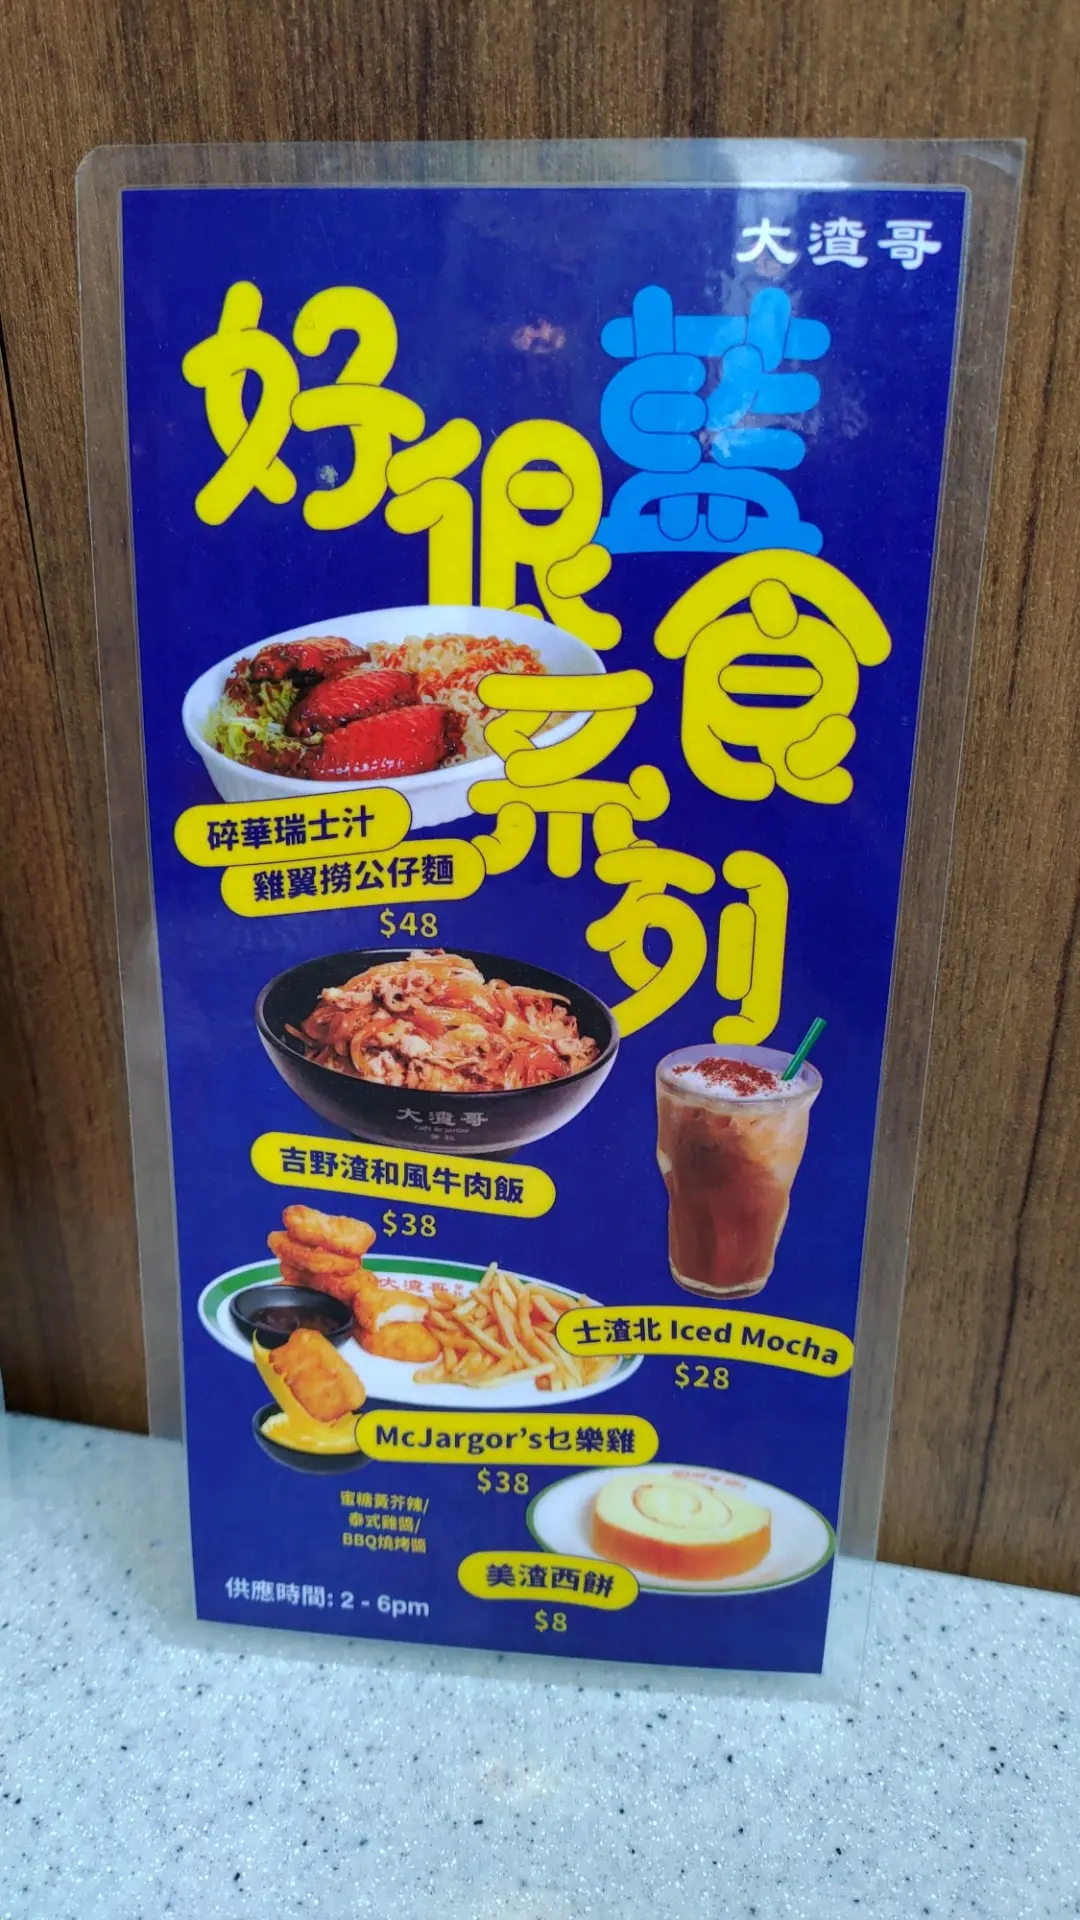 大渣哥
好很藍食系列
碎華瑞士汁
雞翼撈公仔麵
$48
大渣哥
吉野渣和風牛肉飯
$38
大渣哥
士渣北 Iced Mocha
$28
McJargor's乜樂雞
$38
蜜糖黃芥辣/
泰式雞醬/
BBQ燒烤醬
美渣西餅
$8
供應時間: 2 - 6pm